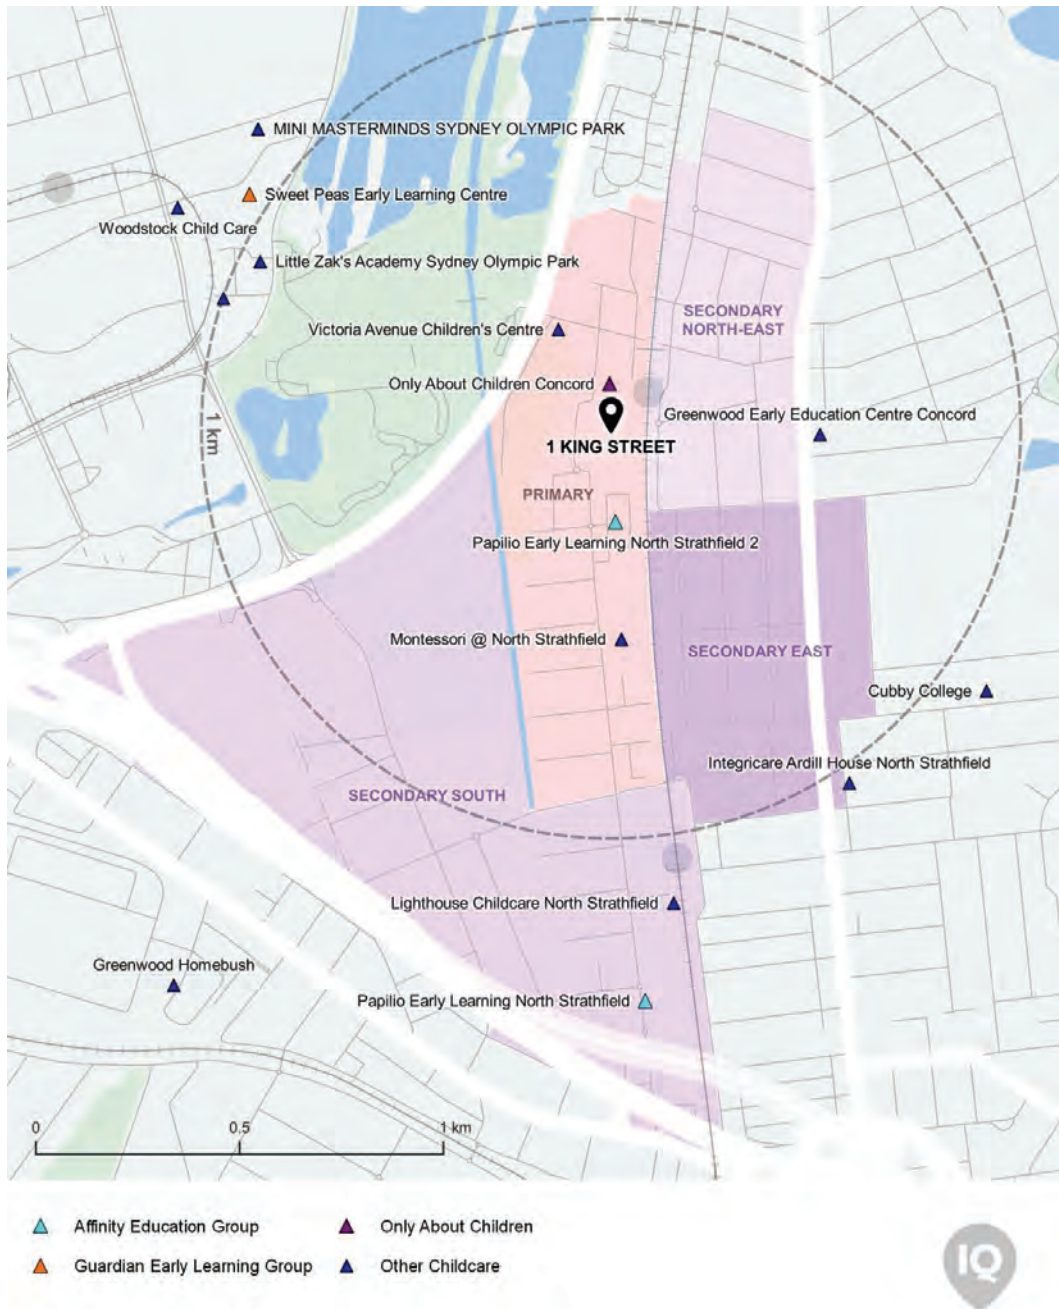 MINI MASTERMINDS SYDNEY OLYMPIC PARK
Sweet Peas Early Learning Centre
Woodstock Child Care
Little Zak's Academy Sydney Olympic Park
SECONDARY
NORTH-EAST
Victoria Avenue Children's Centre
Only About Children Concord
1 km
Greenwood Early Education Centre Concord
1 KING STREET
PRIMARY
Papilio Early Learning North Strathfield 2
Montessori @ North Strathfield
SECONDARY EAST
Cubby College
Integricare Ardill House North Strathfield
SECONDARY SOUTH
Lighthouse Childcare North Strathfield
Greenwood Homebush
Papilio Early Learning North Strathfield
0 0.5 1 km
Affinity Education Group
Only About Children
Guardian Early Learning Group
Other Childcare
IQ